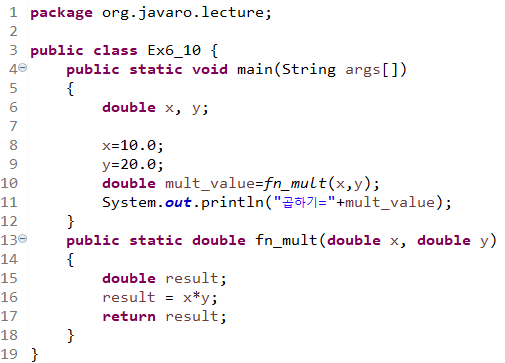 1 package org.javaro.lecture;
2
3 public class Ex6_10 {
4 public static void main(String args[])
5 {
6 double x, y;
7
8 x=10.0;
9 y=20.0;
10 double mult_value=fn_mult(x,y);
11 System.out.println("곱하기="+mult_value);
12 }
13 public static double fn_mult(double x, double y)
14 {
15 double result;
16 result = x*y;
17 return result;
18 }
19 }